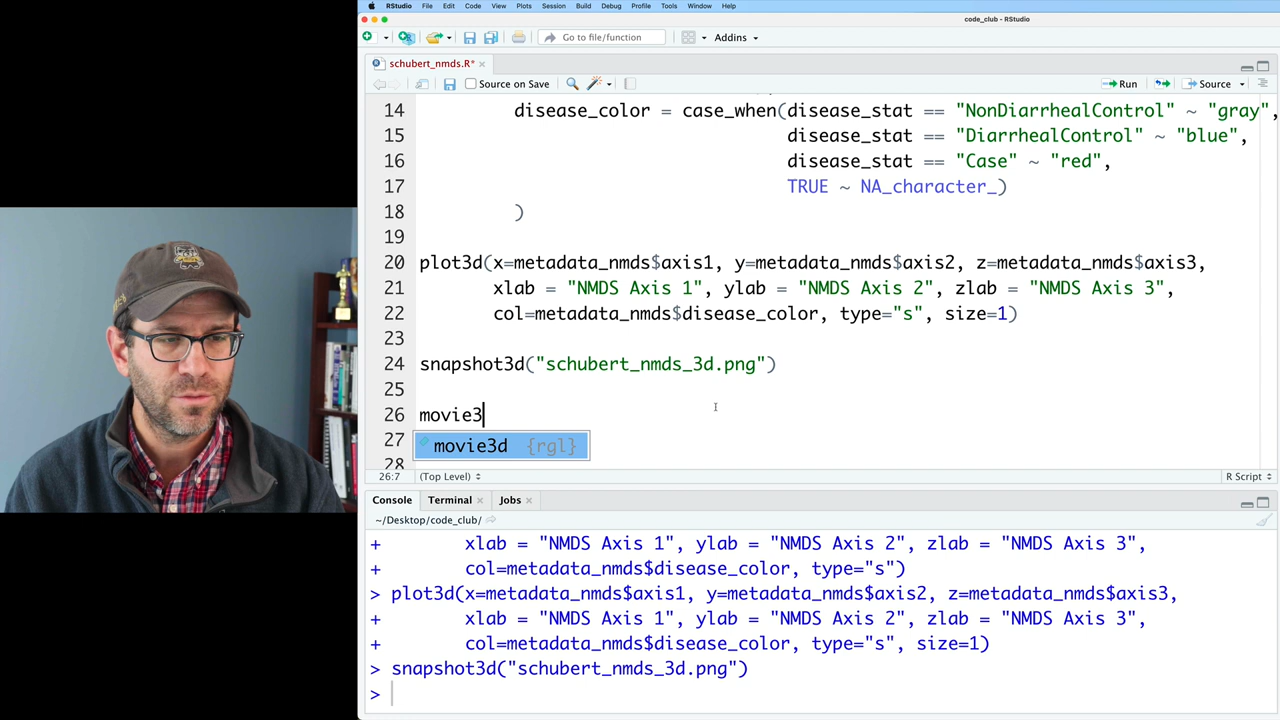 RStudio File Edit Code View Plots Session Build Debug Profile Tools Window Help
code_club — RStudio
Go to file/function Addins
schubert_nmds.R*
Source on Save Run Source
14 disease_color = case_when(disease_stat == "NonDiarrhealControl" ~ "gray",
15 disease_stat == "DiarrhealControl" ~ "blue",
16 disease_stat == "Case" ~ "red",
17 TRUE ~ NA_character_)
18 )
19
20 plot3d(x=metadata_nmds$axis1, y=metadata_nmds$axis2, z=metadata_nmds$axis3,
21 xlab = "NMDS Axis 1", ylab = "NMDS Axis 2", zlab = "NMDS Axis 3",
22 col=metadata_nmds$disease_color, type="s", size=1)
23
24 snapshot3d("schubert_nmds_3d.png")
25
26 movie3
27 movie3d {rgl}
28
26:7 (Top Level) R Script
Console Terminal Jobs
~/Desktop/code_club/
+ xlab = "NMDS Axis 1", ylab = "NMDS Axis 2", zlab = "NMDS Axis 3",
+ col=metadata_nmds$disease_color, type="s")
> plot3d(x=metadata_nmds$axis1, y=metadata_nmds$axis2, z=metadata_nmds$axis3,
+ xlab = "NMDS Axis 1", ylab = "NMDS Axis 2", zlab = "NMDS Axis 3",
+ col=metadata_nmds$disease_color, type="s", size=1)
> snapshot3d("schubert_nmds_3d.png")
>